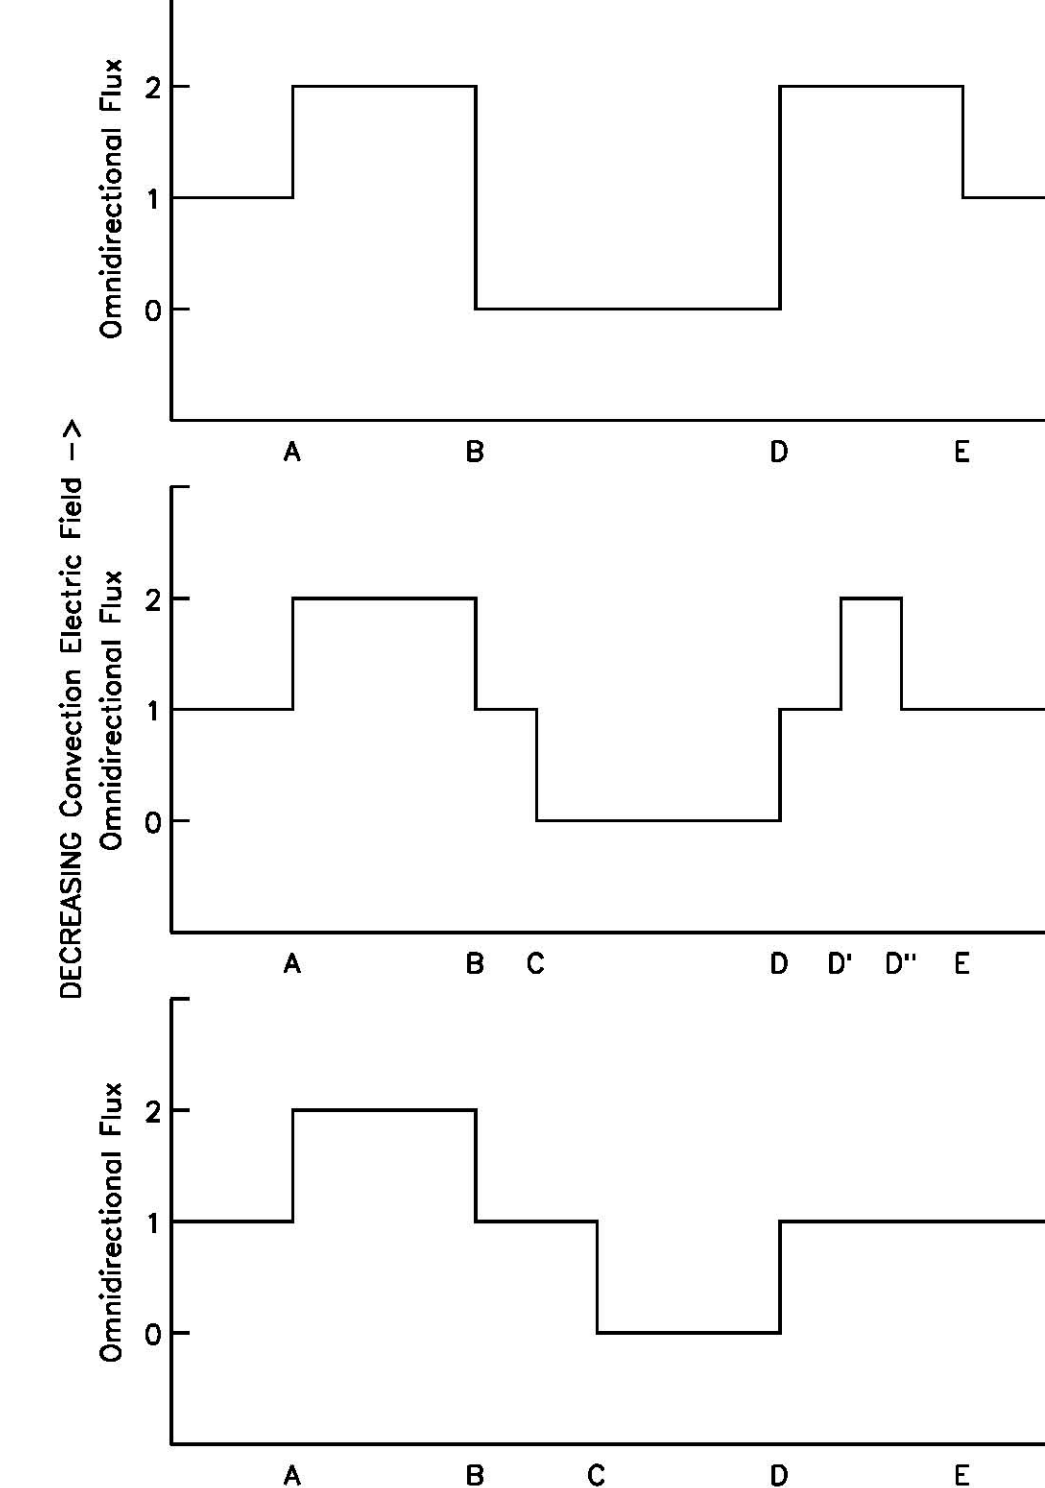 DECREASING Convection Electric Field –>
Omnidirectional Flux
2
1
0
A B D E
Omnidirectional Flux
2
1
0
A B C D D' D'' E
Omnidirectional Flux
2
1
0
A B C D E